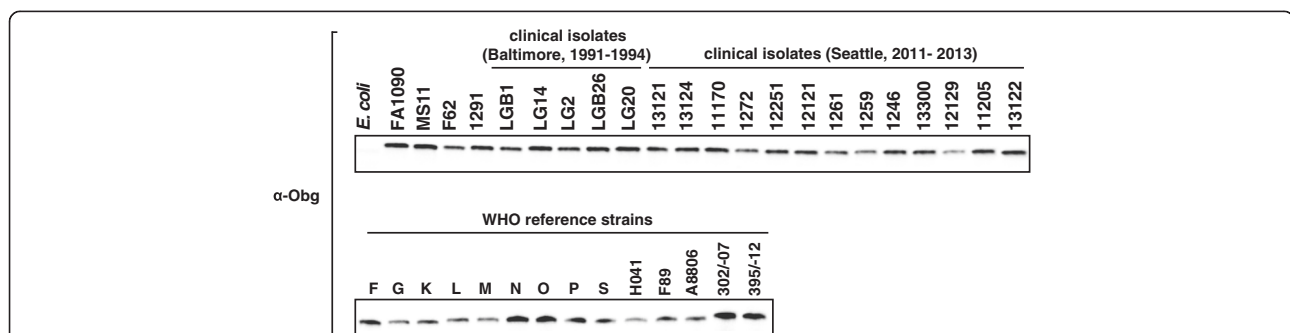 clinical isolates
(Baltimore, 1991-1994)
clinical isolates (Seattle, 2011- 2013)
E. coli
FA1090
MS11
F62
1291
LGB1
LG14
LG2
LGB26
LG20
13121
13124
11170
1272
12251
12121
1261
1259
1246
13300
12129
11205
13122
α-Obg
WHO reference strains
F G K L M N O P S H041 F89 A8806 302/-07 395/-12